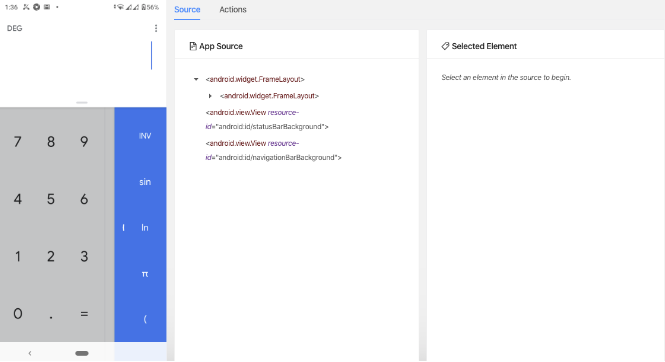 1:36
56%
Source
Actions
DEG
App Source
Selected Element
<android.widget.FrameLayout>
<android.widget.FrameLayout>
<android.view.View resource-
id="android:id/statusBarBackground">
<android.view.View resource-
id="android:id/navigationBarBackground">
Select an element in the source to begin.
7 8 9 INV
4 5 6 sin
1 2 3 ln
π
0 . = (